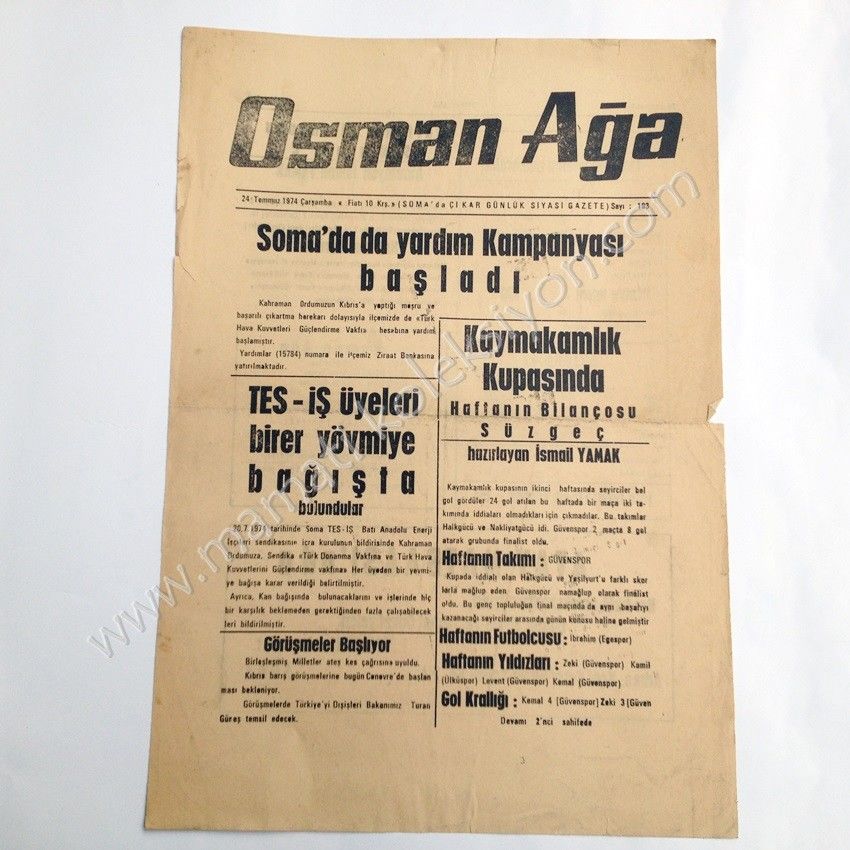 Osman Ağa
24 Temmuz 1974 Çarşamba « Fiatı 10 Krş.» (SOMA'da ÇIKAR GÜNLÜK SİYASİ GAZETE) Sayı : 193
Soma'da da yardım Kampanyası
başladı
Kahraman Ordumuzun Kıbrıs'a yaptığı meşru ve
başarılı çıkartma harekarı dolayısıyla ilçemizde de «Türk
Hava Kuvvetleri Güçlendirme Vakfı» hesabına yardım
başlamıştır.
Yardımlar (15784) numara ile ilçemiz Ziraat Bankasına
yatırılmaktadır.
TES - İŞ üyeleri
birer yövmiye
bağışta
bulundular
20.7.1974 tarihinde Soma TES-İŞ Batı Anadolu Enerji
İşçileri sendikasının icra kurulunun bildirisinde Kahraman
Ordumuza, Sendika «Türk Donanma Vakfına ve Türk Hava
Kuvvetlerini Güçlendirme vakfına» Her üyeden bir yevmi-
ye bağışa karar verildiği belirtilmiştir.
Ayrıca, Kan bağışında bulunacaklarını ve işlerinde hiç
bir karşılık beklemeden gerektiğinden fazla çalışabilecek
leri bildirilmiştir.
Görüşmeler Başlıyor
Birleşleşmiş Milletler ateş kes çağrısına uyuldu.
Kıbrıs barış görüşmelerine bugün Cenevre'de başlan
ması bekleniyor.
Görüşmelerde Türkiye'yi Dışişleri Bakanımız Turan
Güneş temsil edecek.
Kaymakamlık
Kupasında
Haftanın Bilançosu
Süzgeç
hazırlayan İsmail YAMAK
Kaymakamlık kupasının ikinci haftasında seyirciler bol
gol gördüler 24 gol atılan bu haftada bir maça iki ta-
kımında iddiaları olmadıkları için çıkmadılar. Bu takımlar
Halkgücü ve Nakliyatgücü idi. Güvenspor 2 maçta 8 gol
atarak grubunda finalist oldu.
Haftanın Takımı : GÜVENSPOR
Kupada iddialı olan Halkgücü ve Yeşilyurt'u farklı skor
larla mağlup eden Güvenspor namağlup olarak finalist
oldu. Bu genç topluluğun final maçında da aynı başarıyı
kazanacağı seyirciler arasında günün konusu haline gelmiştir
Haftanın Futbolcusu: İbrahim (Egespor)
Haftanın Yıldızları: Zeki (Güvenspor) Kamil
(Ülküspor) Levent (Güvenspor) Kemal (Güvenspor)
Gol Krallığı : Kemal 4 (Güvenspor) Zeki 3 (Güven
Devamı 2'nci sahifede
3
www.mamatkoleksiyon.com